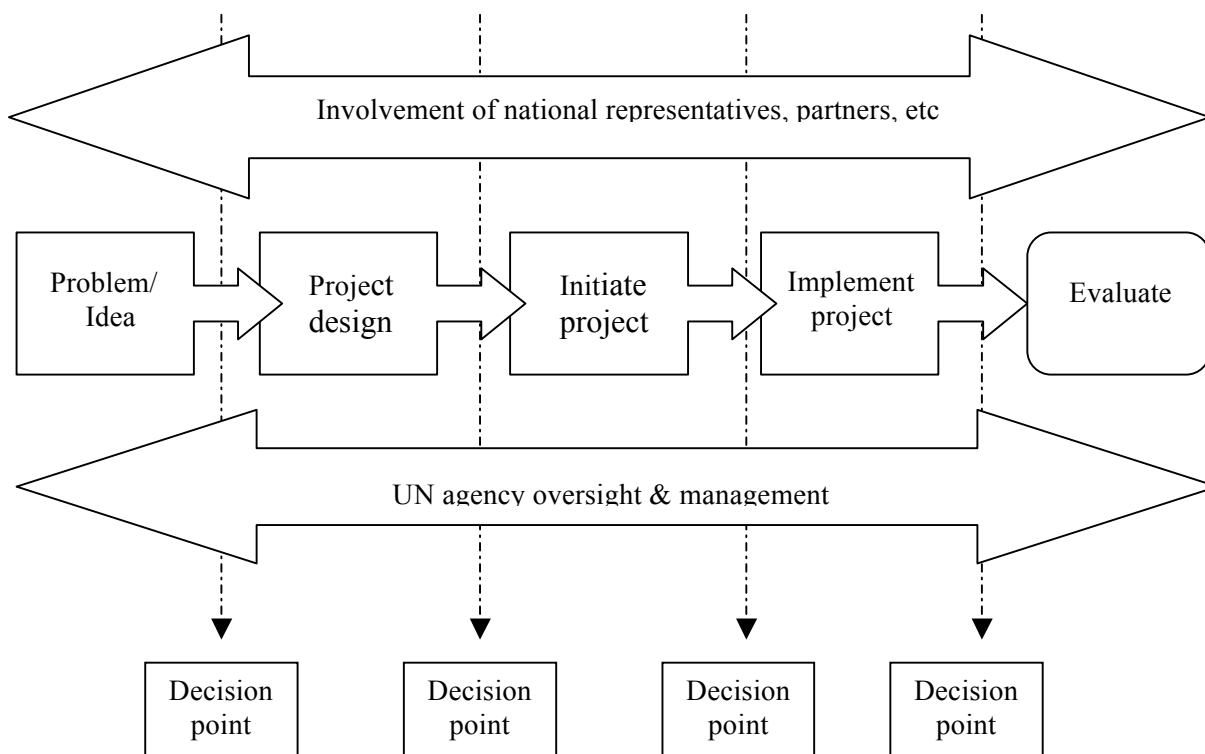 Involvement of national representatives, partners, etc
Problem/
Idea
Project
design
Initiate
project
Implement
project
Evaluate
UN agency oversight & management
Decision
point
Decision
point
Decision
point
Decision
point